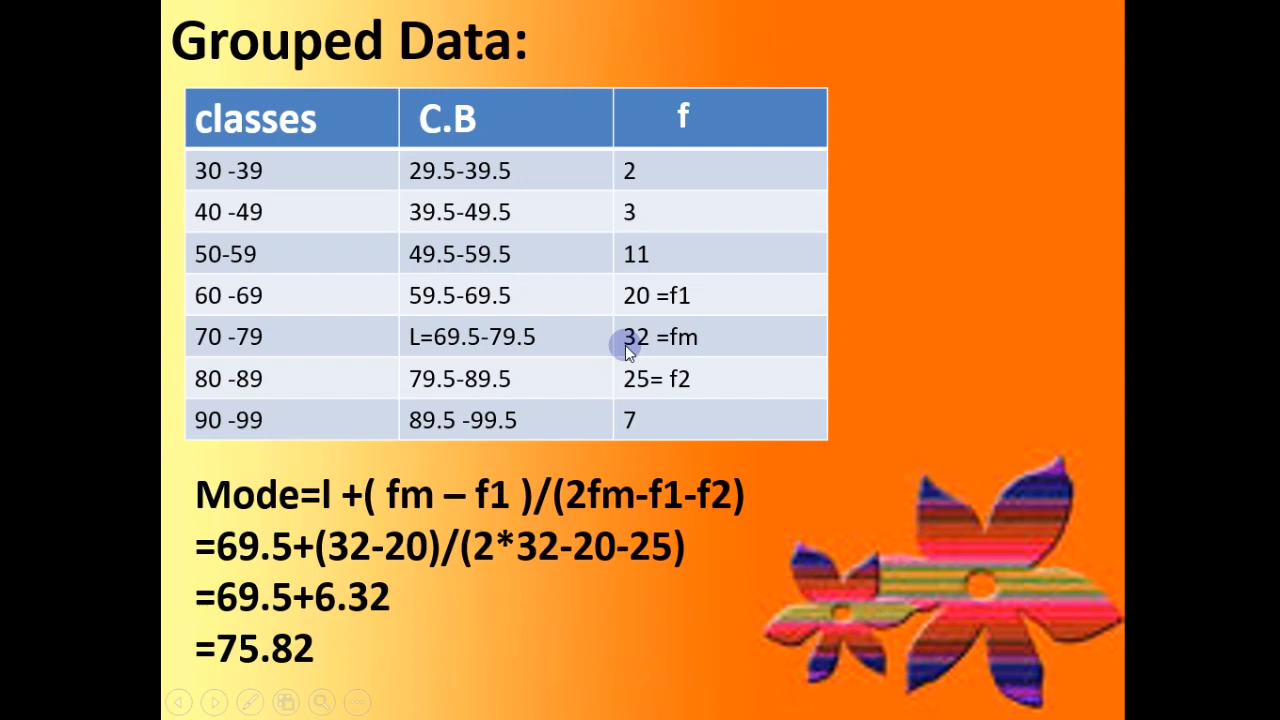 Grouped Data:
classes C.B f
30 -39 29.5-39.5 2
40 -49 39.5-49.5 3
50-59 49.5-59.5 11
60 -69 59.5-69.5 20 =f1
70 -79 L=69.5-79.5 32 =fm
80 -89 79.5-89.5 25= f2
90 -99 89.5 -99.5 7
Mode=l +( fm – f1 )/(2fm-f1-f2)
=69.5+(32-20)/(2*32-20-25)
=69.5+6.32
=75.82